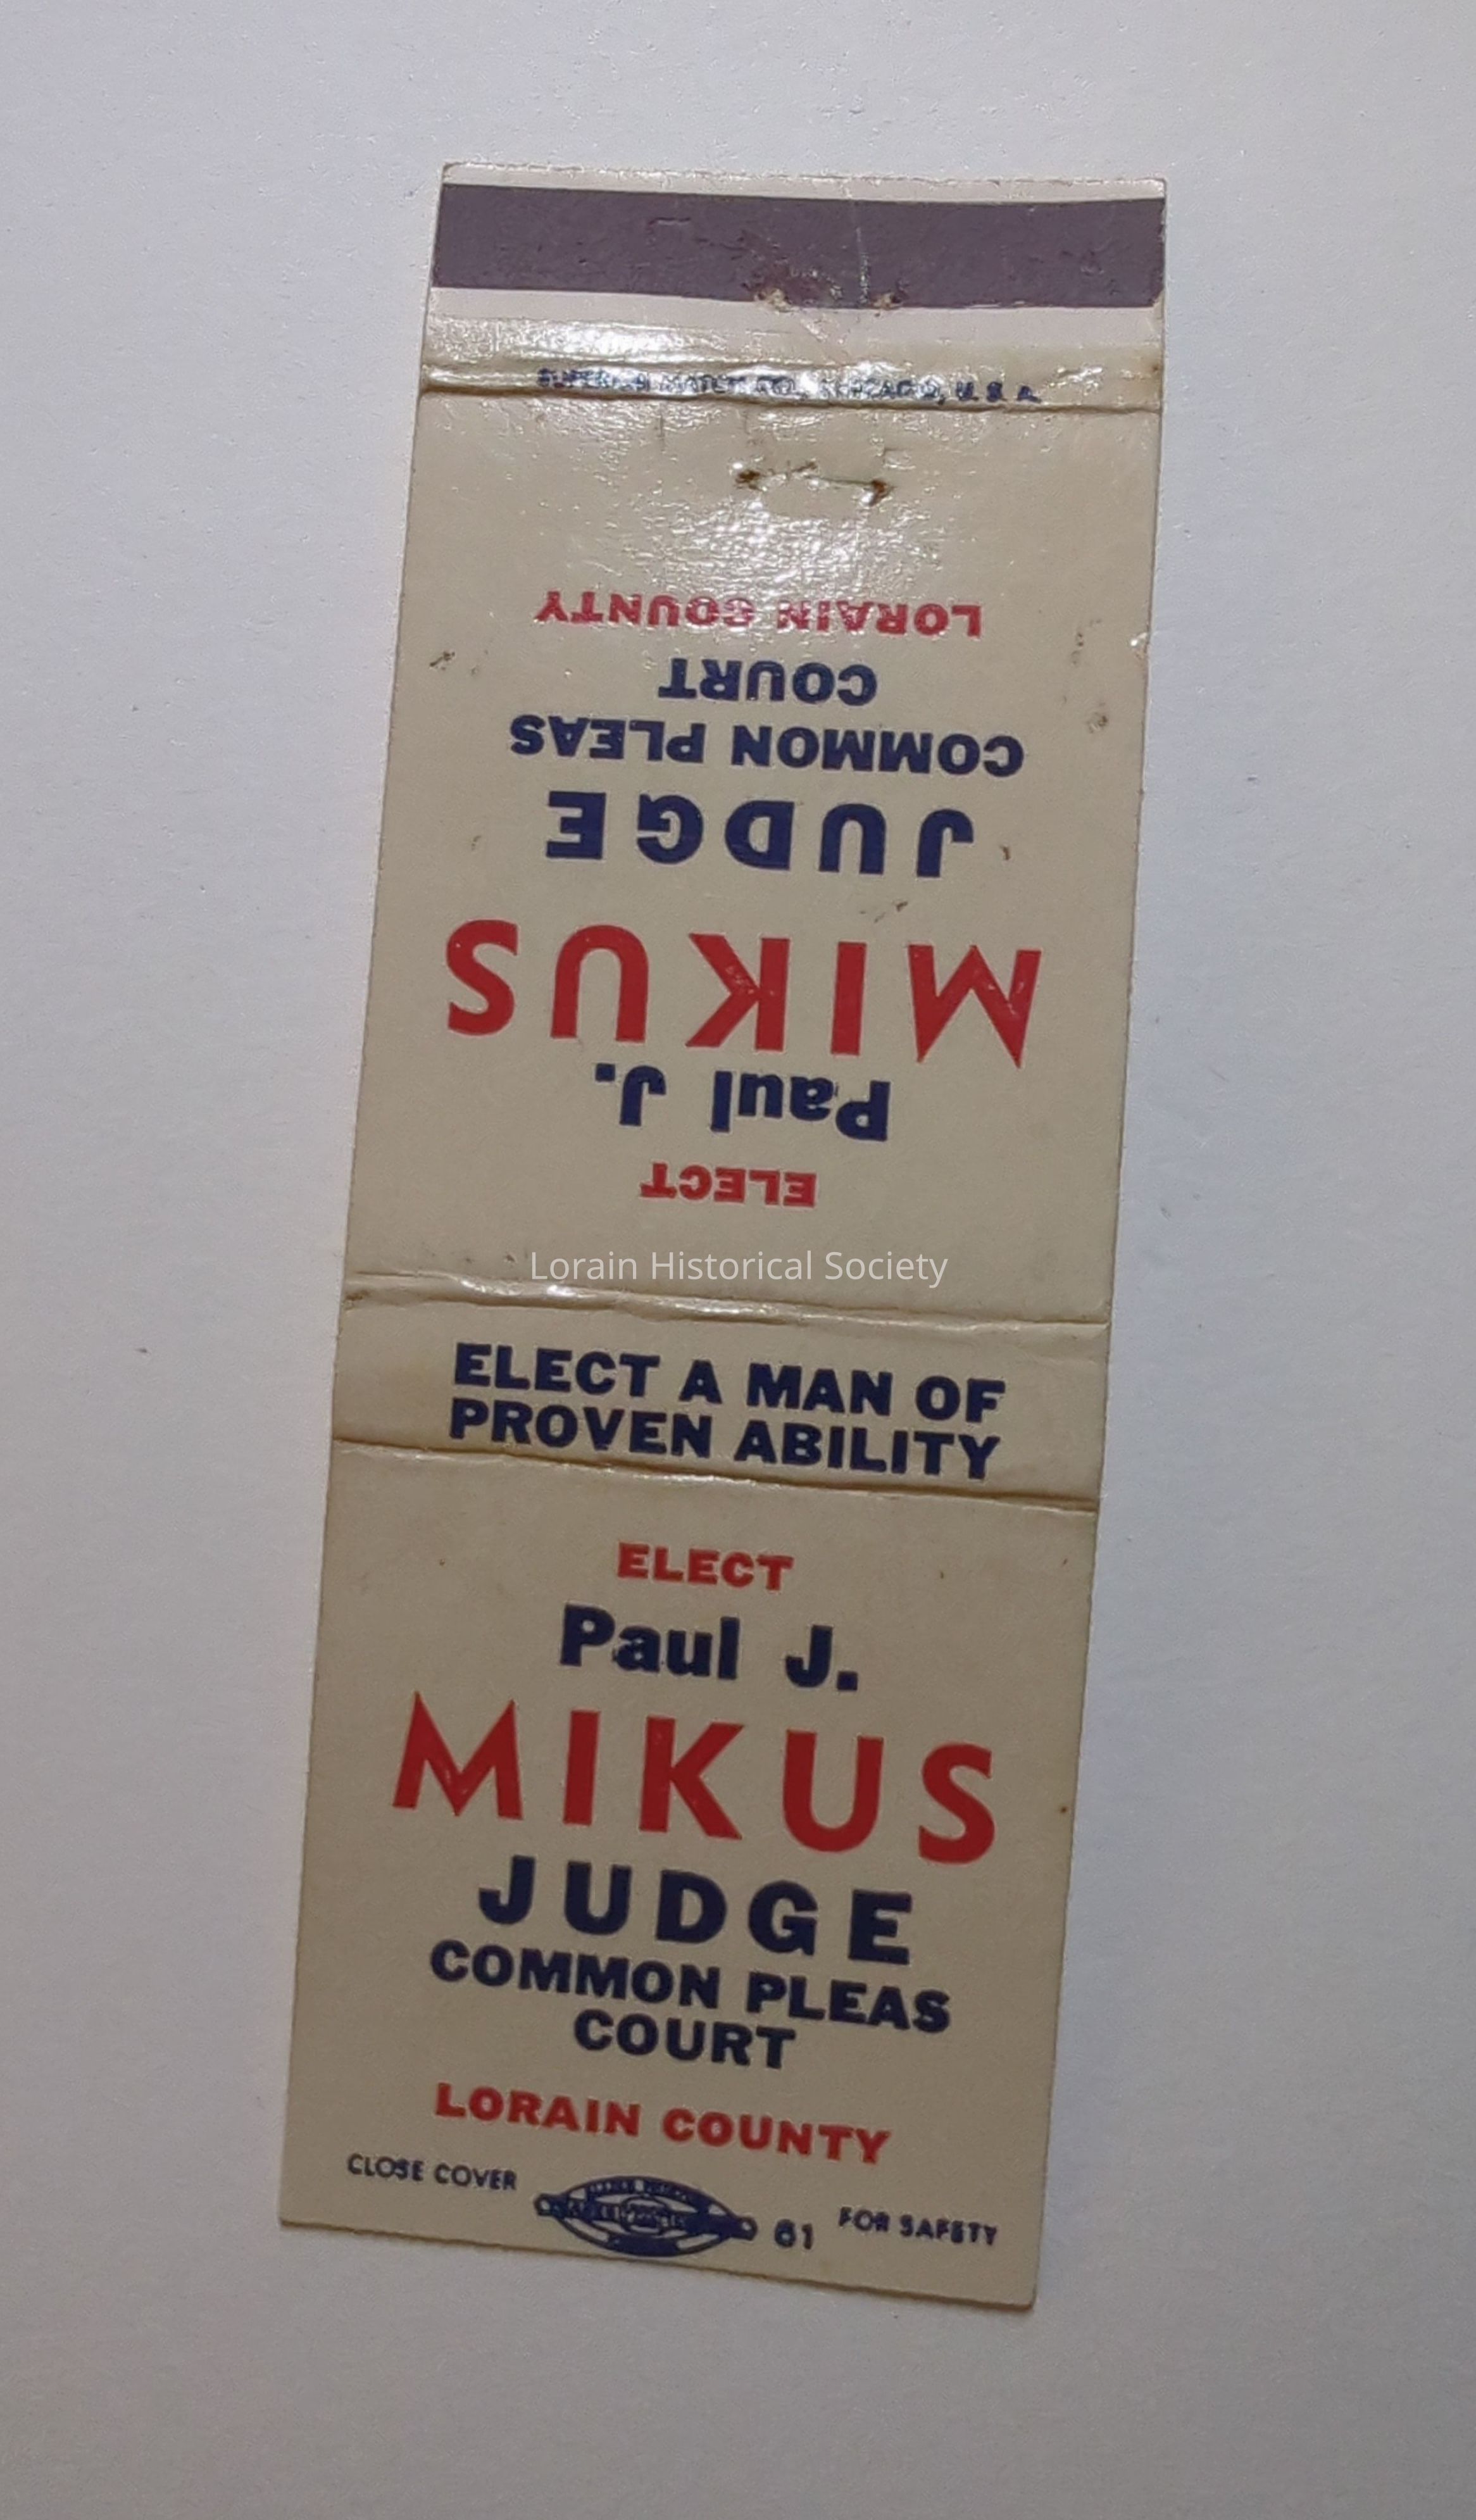 SUPERIOR MATCH CO., CHICAGO, U.S.A.
ELECT
Paul J.
MIKUS
JUDGE
COMMON PLEAS
COURT
LORAIN COUNTY
Lorain Historical Society
ELECT A MAN OF
PROVEN ABILITY
ELECT
Paul J.
MIKUS
JUDGE
COMMON PLEAS
COURT
LORAIN COUNTY
CLOSE COVER 61 FOR SAFETY